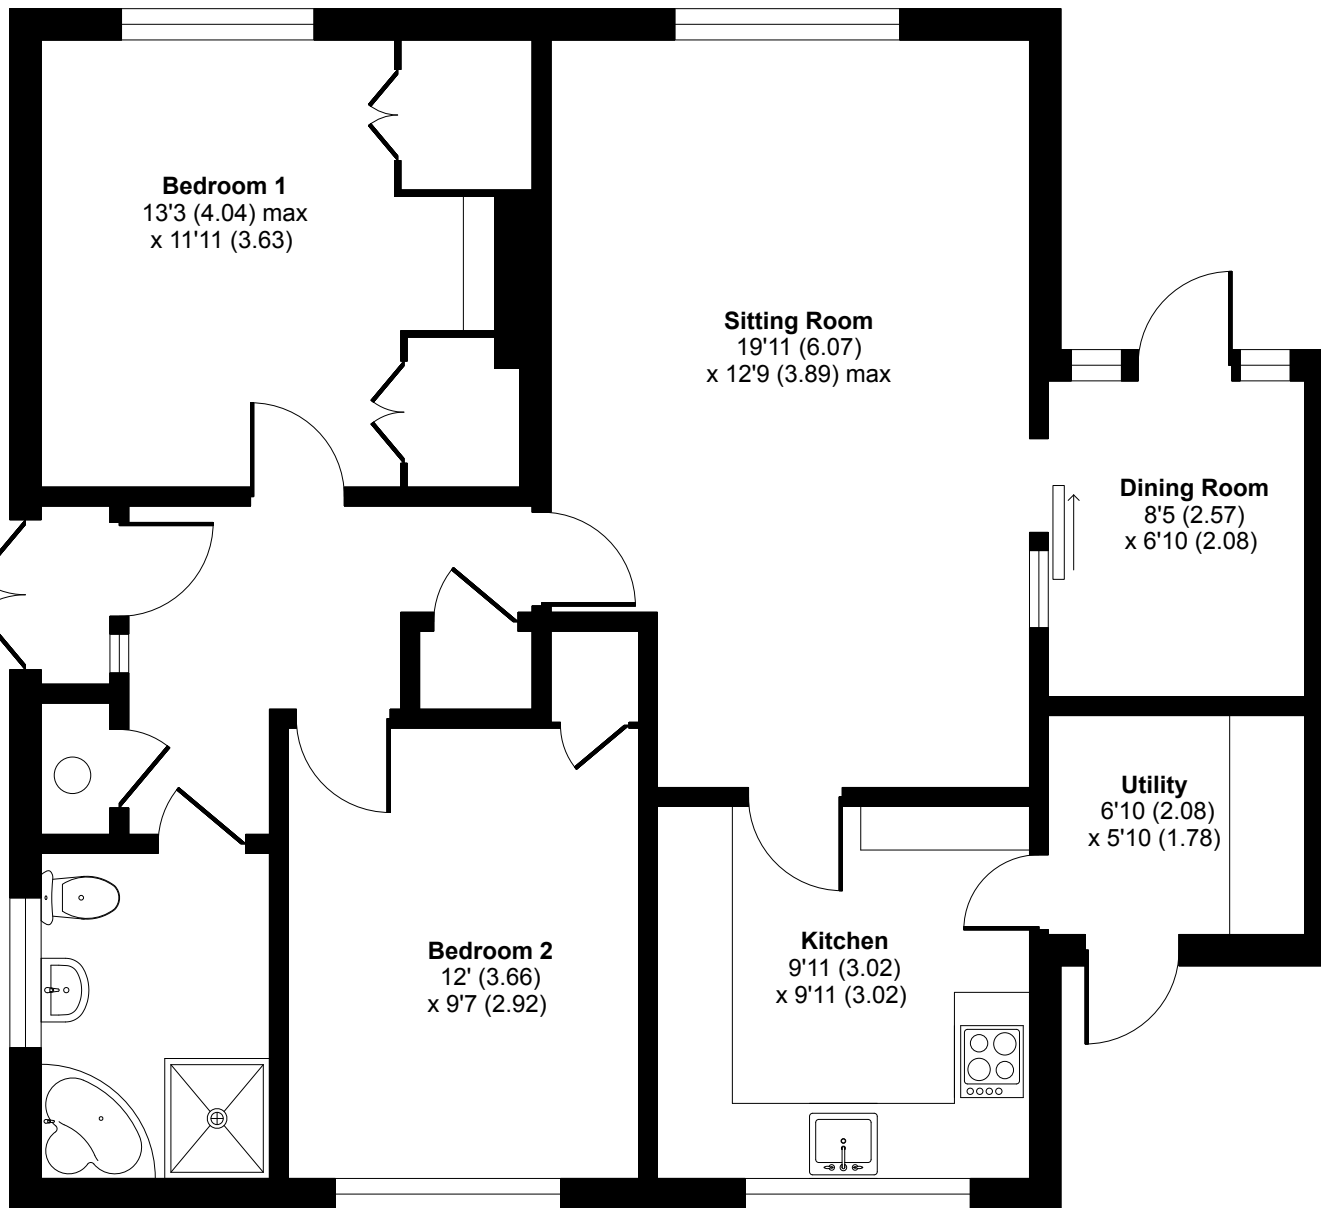 Bedroom 1
13'3 (4.04) max
x 11'11 (3.63)
Sitting Room
19'11 (6.07)
x 12'9 (3.89) max
Dining Room
8'5 (2.57)
x 6'10 (2.08)
Utility
6'10 (2.08)
x 5'10 (1.78)
Bedroom 2
12' (3.66)
x 9'7 (2.92)
Kitchen
9'11 (3.02)
x 9'11 (3.02)